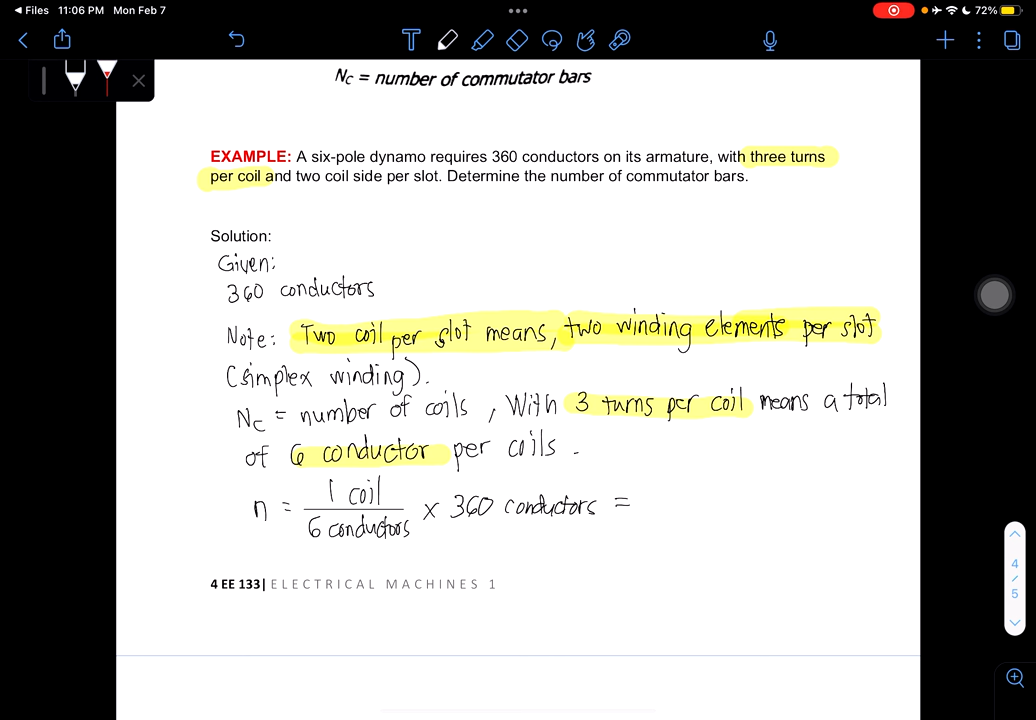 Files 11:06 PM Mon Feb 7
72%
NC = number of commutator bars
EXAMPLE: A six-pole dynamo requires 360 conductors on its armature, with three turns
per coil and two coil side per slot. Determine the number of commutator bars.
Solution:
Given:
360 conductors
Note: Two coil per slot means, two winding elements per slot
(simplex winding).
NC = number of coils, With 3 turns per coil means a total
of 6 conductor per coils.
n = 1 coil / 6 conductors × 360 conductors =
4 EE 133| ELECTRICAL MACHINES 1
4
/
5